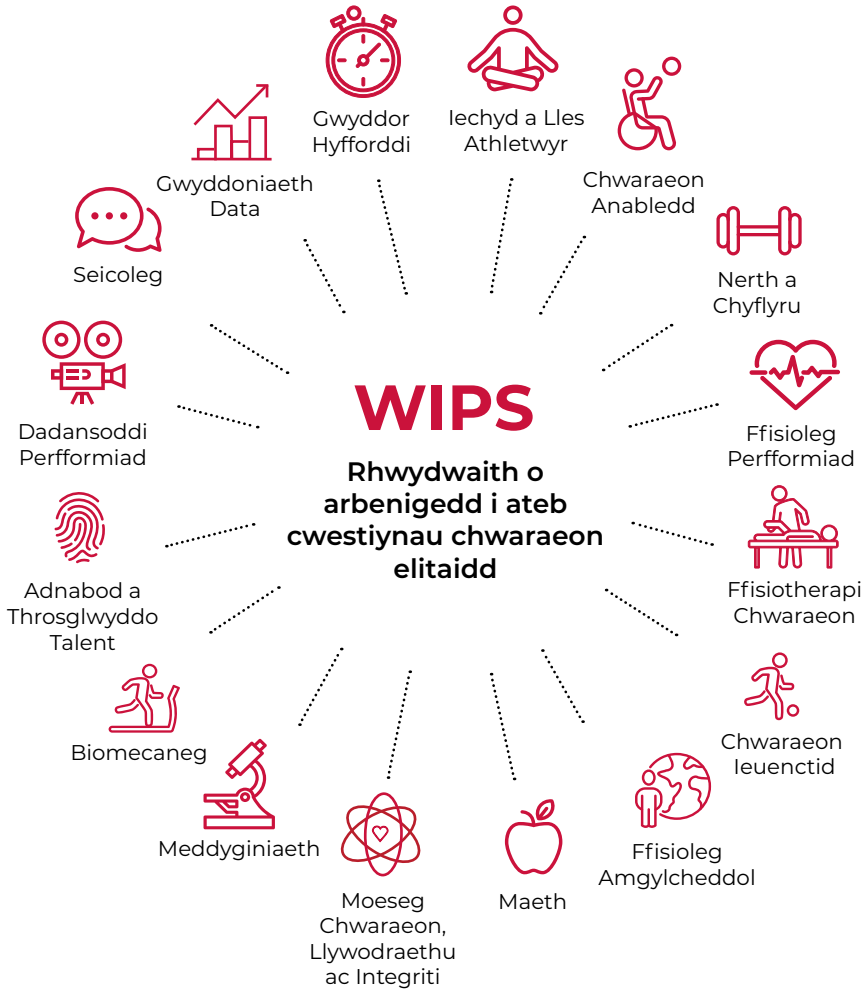 WIPS
Rhwydwaith o
arbenigedd i ateb
cwestiynau chwaraeon
elitaidd
Gwyddor
Hyfforddi
Iechyd a Lles
Athletwyr
Chwaraeon
Anabledd
Nerth a
Chyflyru
Ffisioleg
Perfformiad
Ffisiotherapi
Chwaraeon
Chwaraeon
Ieuenctid
Ffisioleg
Amgylcheddol
Maeth
Moeseg
Chwaraeon,
Llywodraethu
ac Integriti
Meddyginiaeth
Biomecaneg
Adnabod a
Throsglwyddo
Talent
Dadansoddi
Perfformiad
Seicoleg
Gwyddoniaeth
Data